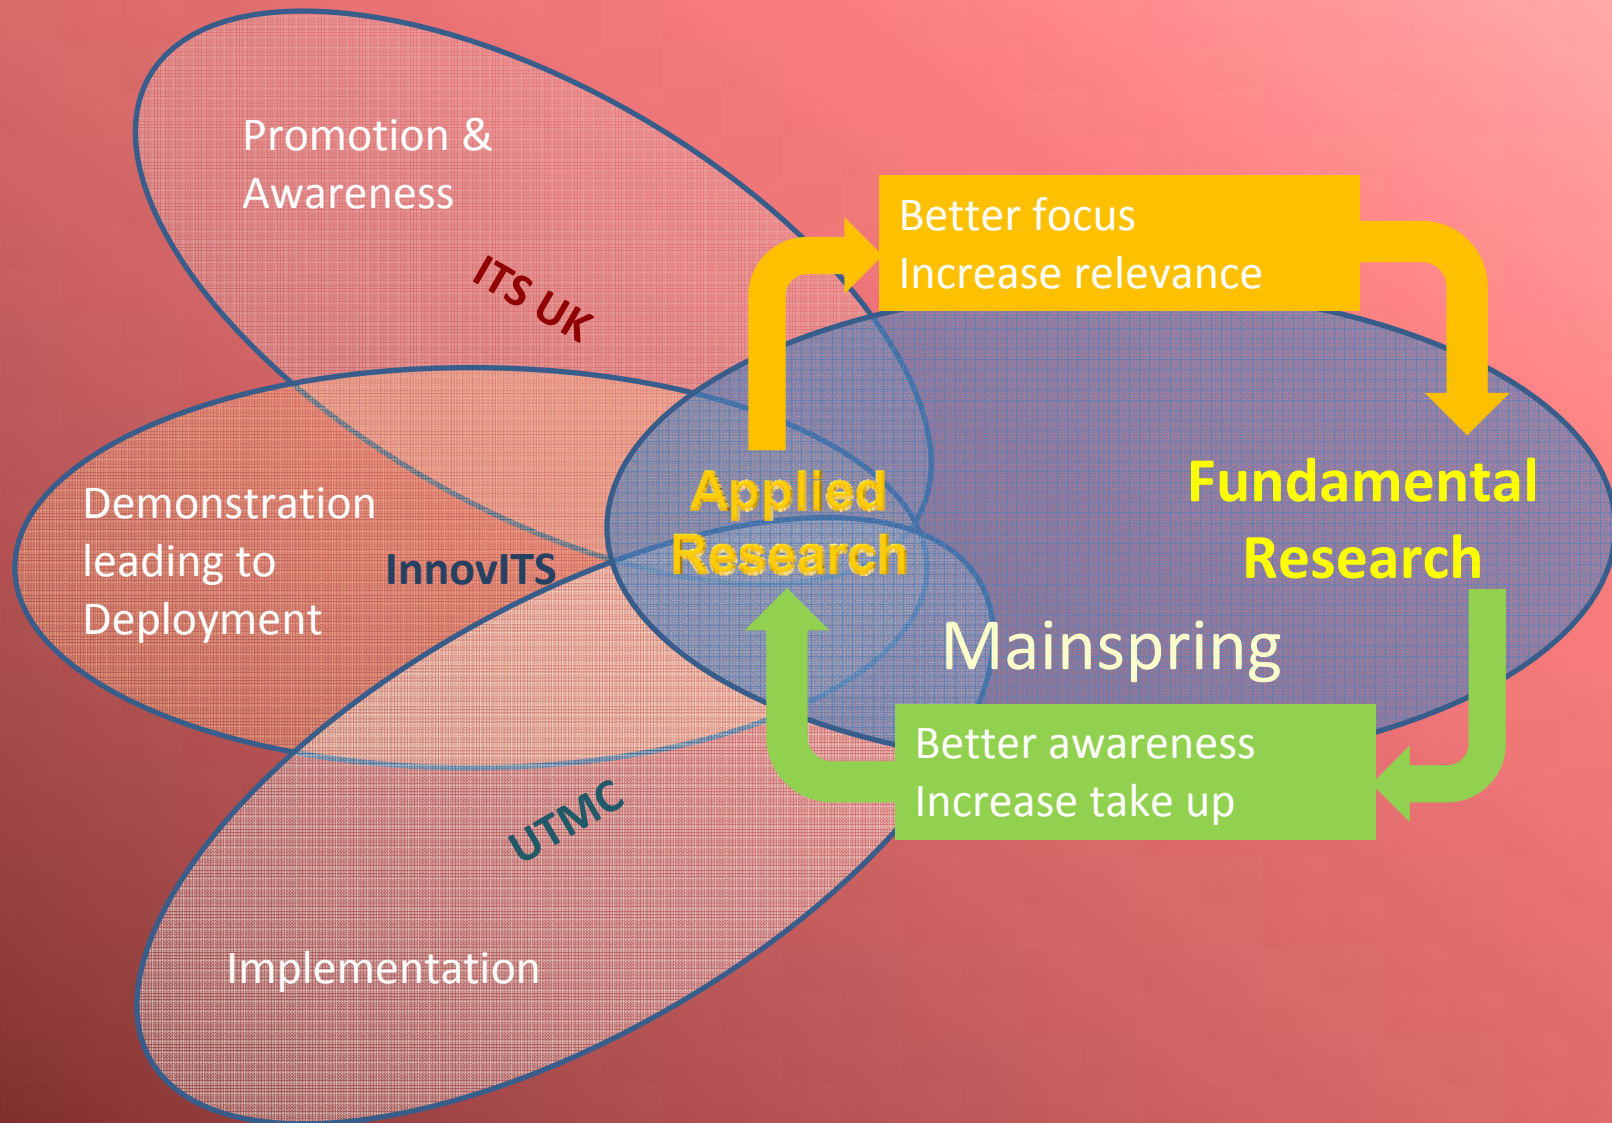 Promotion &
Awareness
ITS UK
Better focus
Increase relevance
Demonstration
leading to
Deployment
InnovITS
Applied
Research
Fundamental
Research
Mainspring
Better awareness
Increase take up
UTMC
Implementation